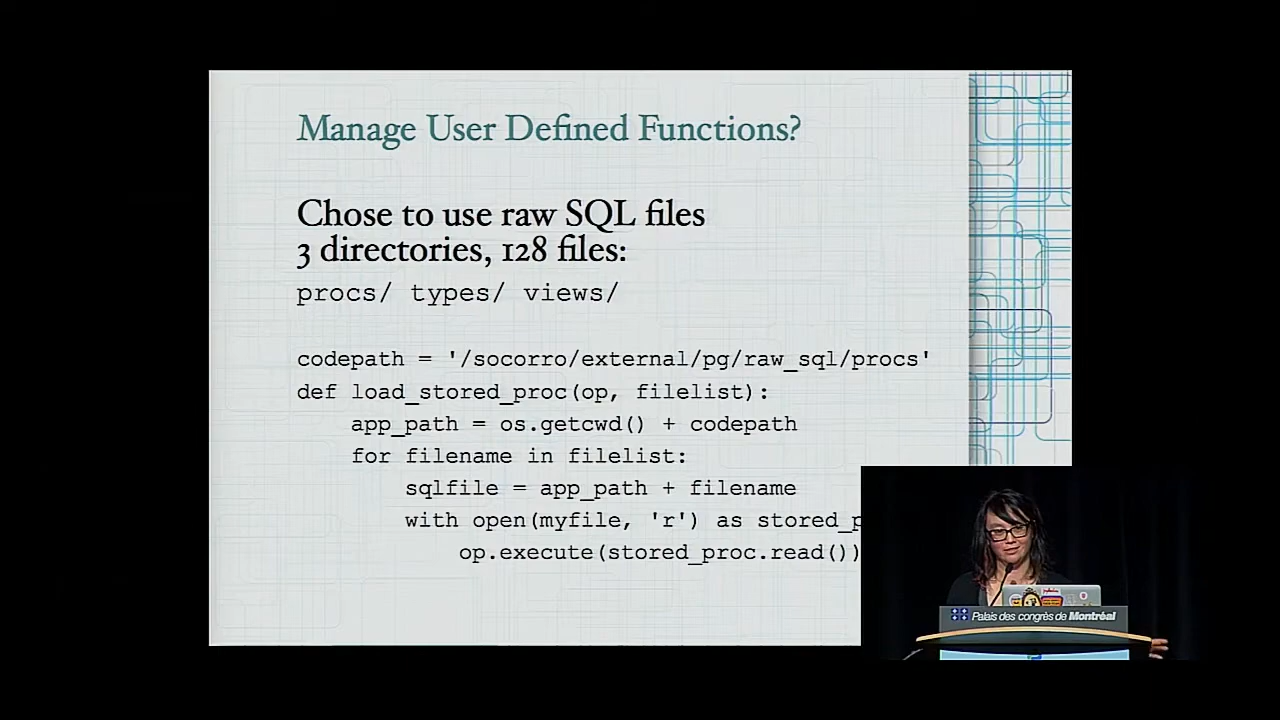 Manage User Defined Functions?
Chose to use raw SQL files
3 directories, 128 files:
procs/ types/ views/
codepath = '/socorro/external/pg/raw_sql/procs'
def load_stored_proc(op, filelist):
app_path = os.getcwd() + codepath
for filename in filelist:
sqlfile = app_path + filename
with open(myfile, 'r') as stored_p
op.execute(stored_proc.read())
Palais des congrès de Montréal